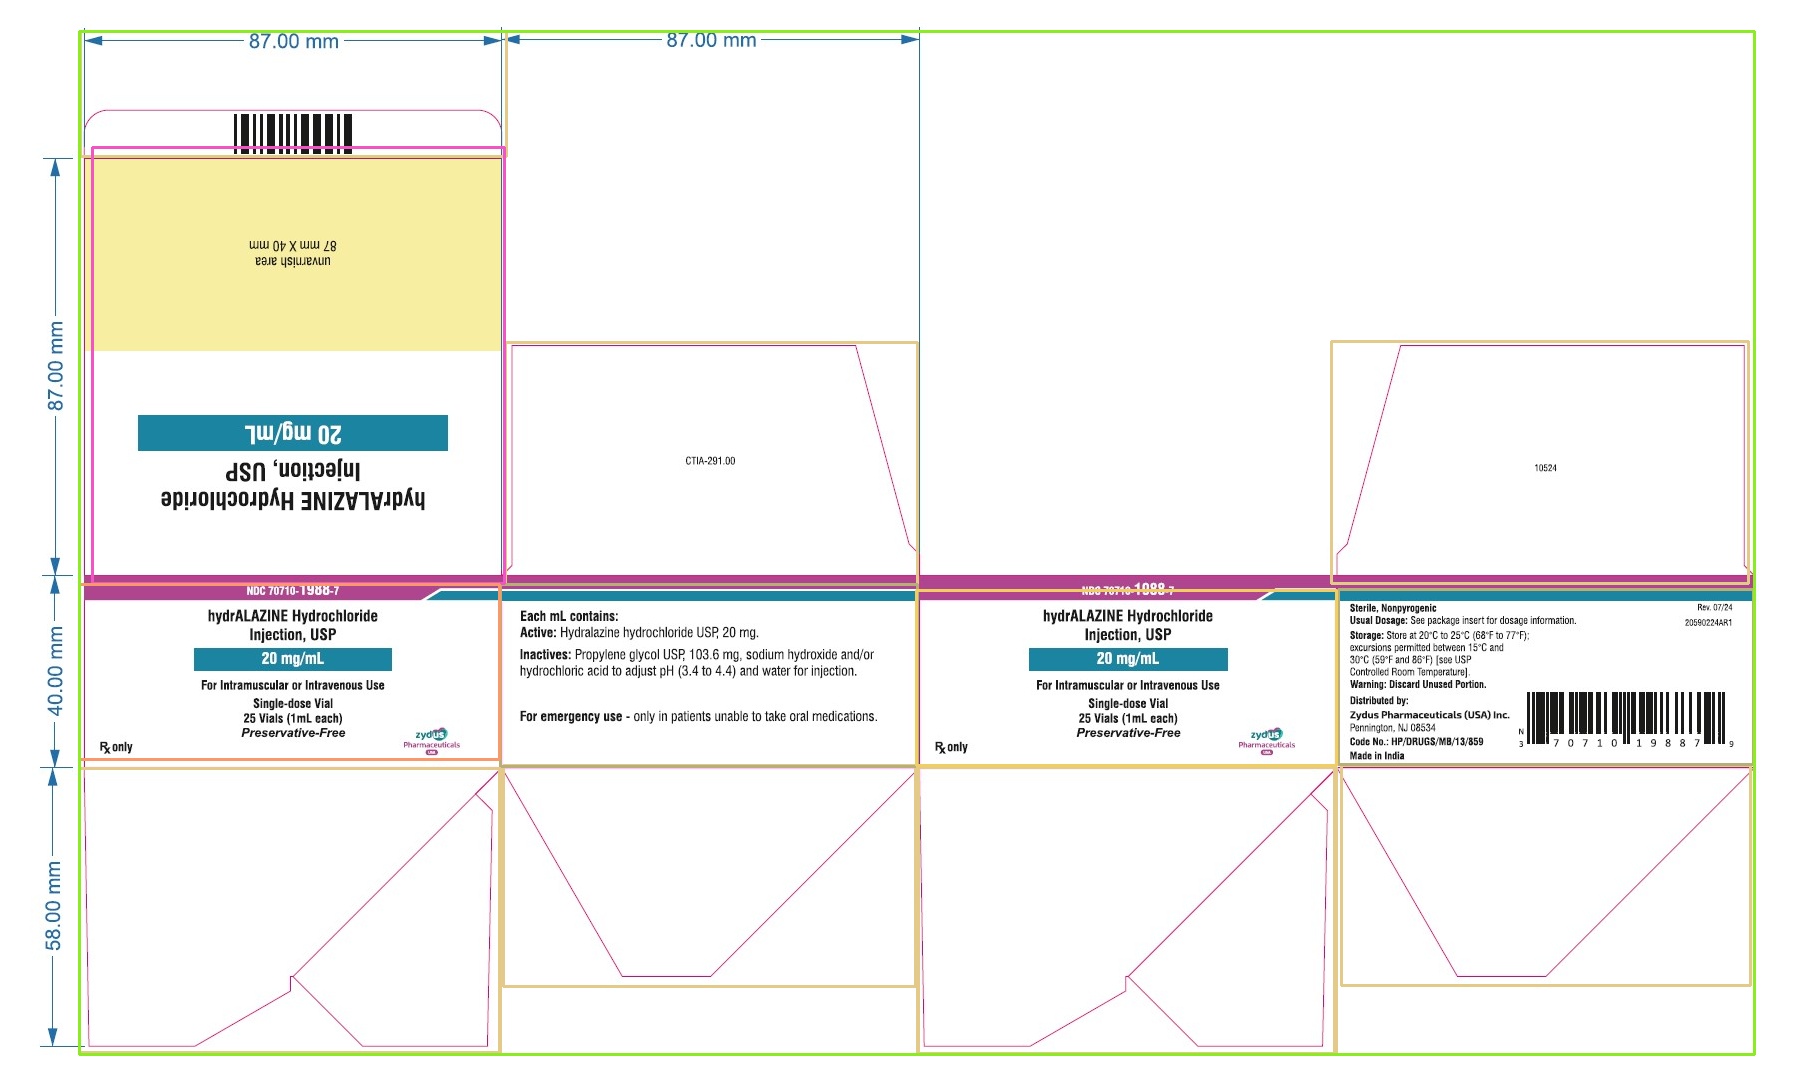 87.00 mm
87.00 mm
87.00 mm
40.00 mm
58.00 mm
unvarnish area
87 mm X 40 mm
hydrALAZINE Hydrochloride
Injection, USP
20 mg/mL
CTIA-291.00
10524
NDC 70710-1988-7
hydrALAZINE Hydrochloride
Injection, USP
20 mg/mL
For Intramuscular or Intravenous Use
Single-dose Vial
25 Vials (1mL each)
Preservative-Free
Rx only
zydus
Pharmaceuticals
USA
Each mL contains:
Active: Hydralazine hydrochloride USP, 20 mg.
Inactives: Propylene glycol USP, 103.6 mg, sodium hydroxide and/or
hydrochloric acid to adjust pH (3.4 to 4.4) and water for injection.
For emergency use - only in patients unable to take oral medications.
NDC 70710-1988-7
hydrALAZINE Hydrochloride
Injection, USP
20 mg/mL
For Intramuscular or Intravenous Use
Single-dose Vial
25 Vials (1mL each)
Preservative-Free
Rx only
zydus
Pharmaceuticals
USA
Sterile, Nonpyrogenic
Usual Dosage: See package insert for dosage information.
Storage: Store at 20°C to 25°C (68°F to 77°F);
excursions permitted between 15°C and
30°C (59°F and 86°F) [see USP
Controlled Room Temperature].
Warning: Discard Unused Portion.
Distributed by:
Zydus Pharmaceuticals (USA) Inc.
Pennington, NJ 08534
Code No.: HP/DRUGS/MB/13/859
Made in India
Rev. 07/24
20590224AR1
N
3 70710 19887 9